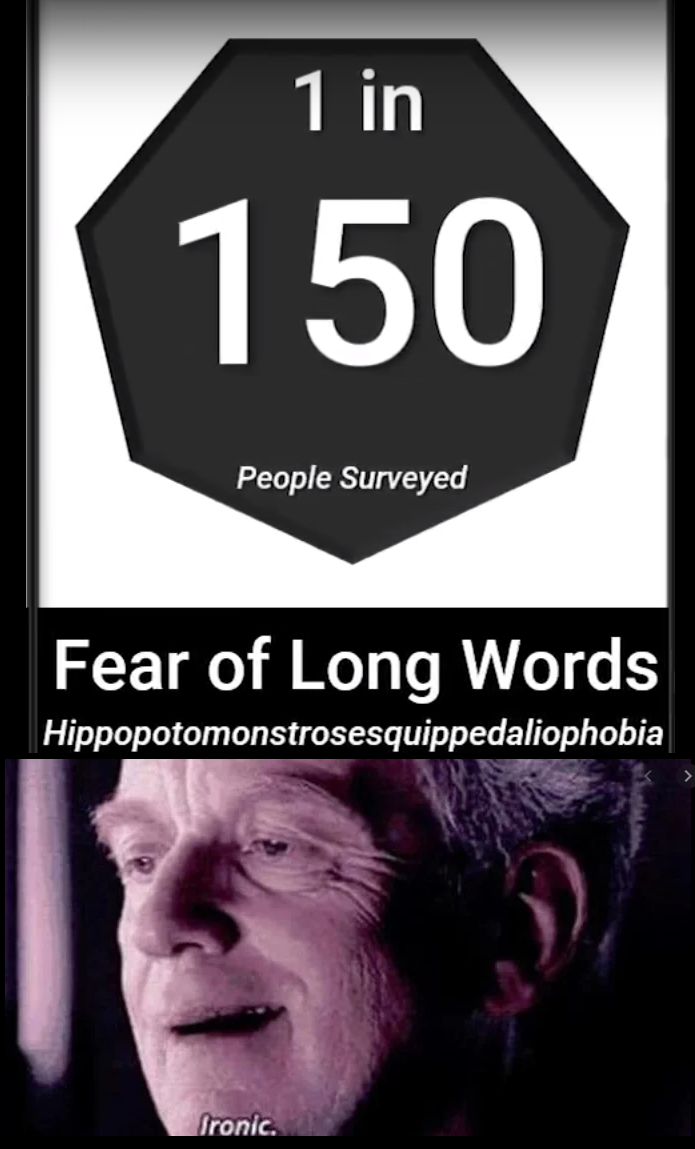 1 in
150
People Surveyed
Fear of Long Words
Hippopotomonstrosesquippedaliophobia
Ironic.